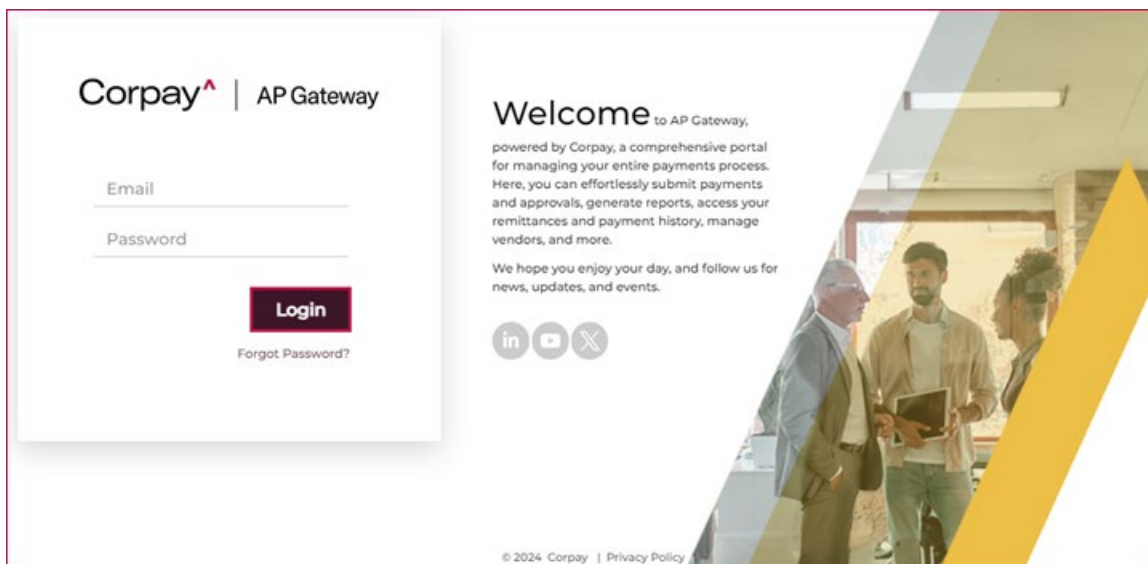 Corpay^ | AP Gateway
Email
Password
Login
Forgot Password?
Welcome to AP Gateway,
powered by Corpay, a comprehensive portal
for managing your entire payments process.
Here, you can effortlessly submit payments
and approvals, generate reports, access your
remittances and payment history, manage
vendors, and more.
We hope you enjoy your day, and follow us for
news, updates, and events.
in
X
© 2024 Corpay | Privacy Policy